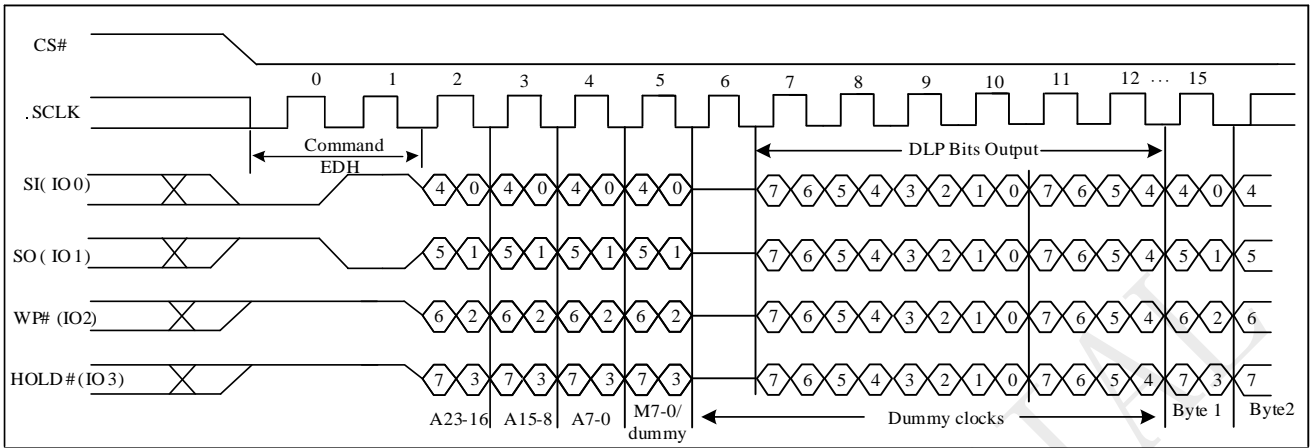 CS#
0 1 2 3 4 5 6 7 8 9 10 11 12 ... 15
.SCLK
Command
EDH
DLP Bits Output
SI( IO0)
4 0 4 0 4 0 4 0 7 6 5 4 3 2 1 0 7 6 5 4 4 0 4
SO ( IO1)
5 1 5 1 5 1 5 1 7 6 5 4 3 2 1 0 7 6 5 4 5 1 5
WP# (IO2)
6 2 6 2 6 2 6 2 7 6 5 4 3 2 1 0 7 6 5 4 6 2 6
HOLD# (IO3)
7 3 7 3 7 3 7 3 7 6 5 4 3 2 1 0 7 6 5 4 7 3 7
A23-16 A15-8 A7-0 M7-0/
dummy
Dummy clocks
Byte 1 Byte2